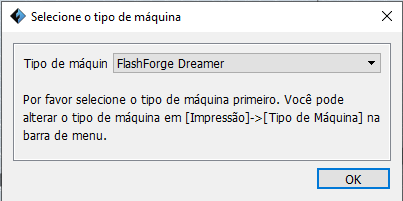 Selecione o tipo de máquina
Tipo de máquin FlashForge Dreamer
Por favor selecione o tipo de máquina primeiro. Você pode
alterar o tipo de máquina em [Impressão]->[Tipo de Máquina] na
barra de menu.
OK